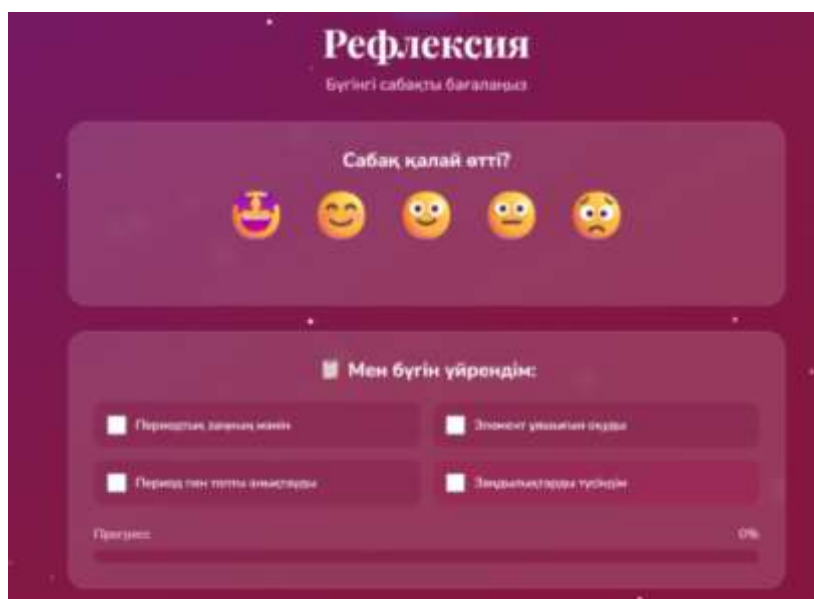 Рефлексия
Бүгінгі сабақты бағалаңыз
Сабақ қалай өтті?
Мен бүгін үйрендім:
Периодтық заңның мәнін
Элемент ұяшығын оқуды
Период пен топты анықтауды
Заңдылықтарды түсіндім
Прогресс
0%